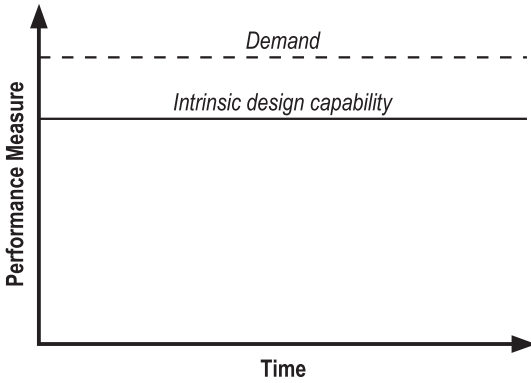 Demand
Intrinsic design capability
Performance Measure
Time